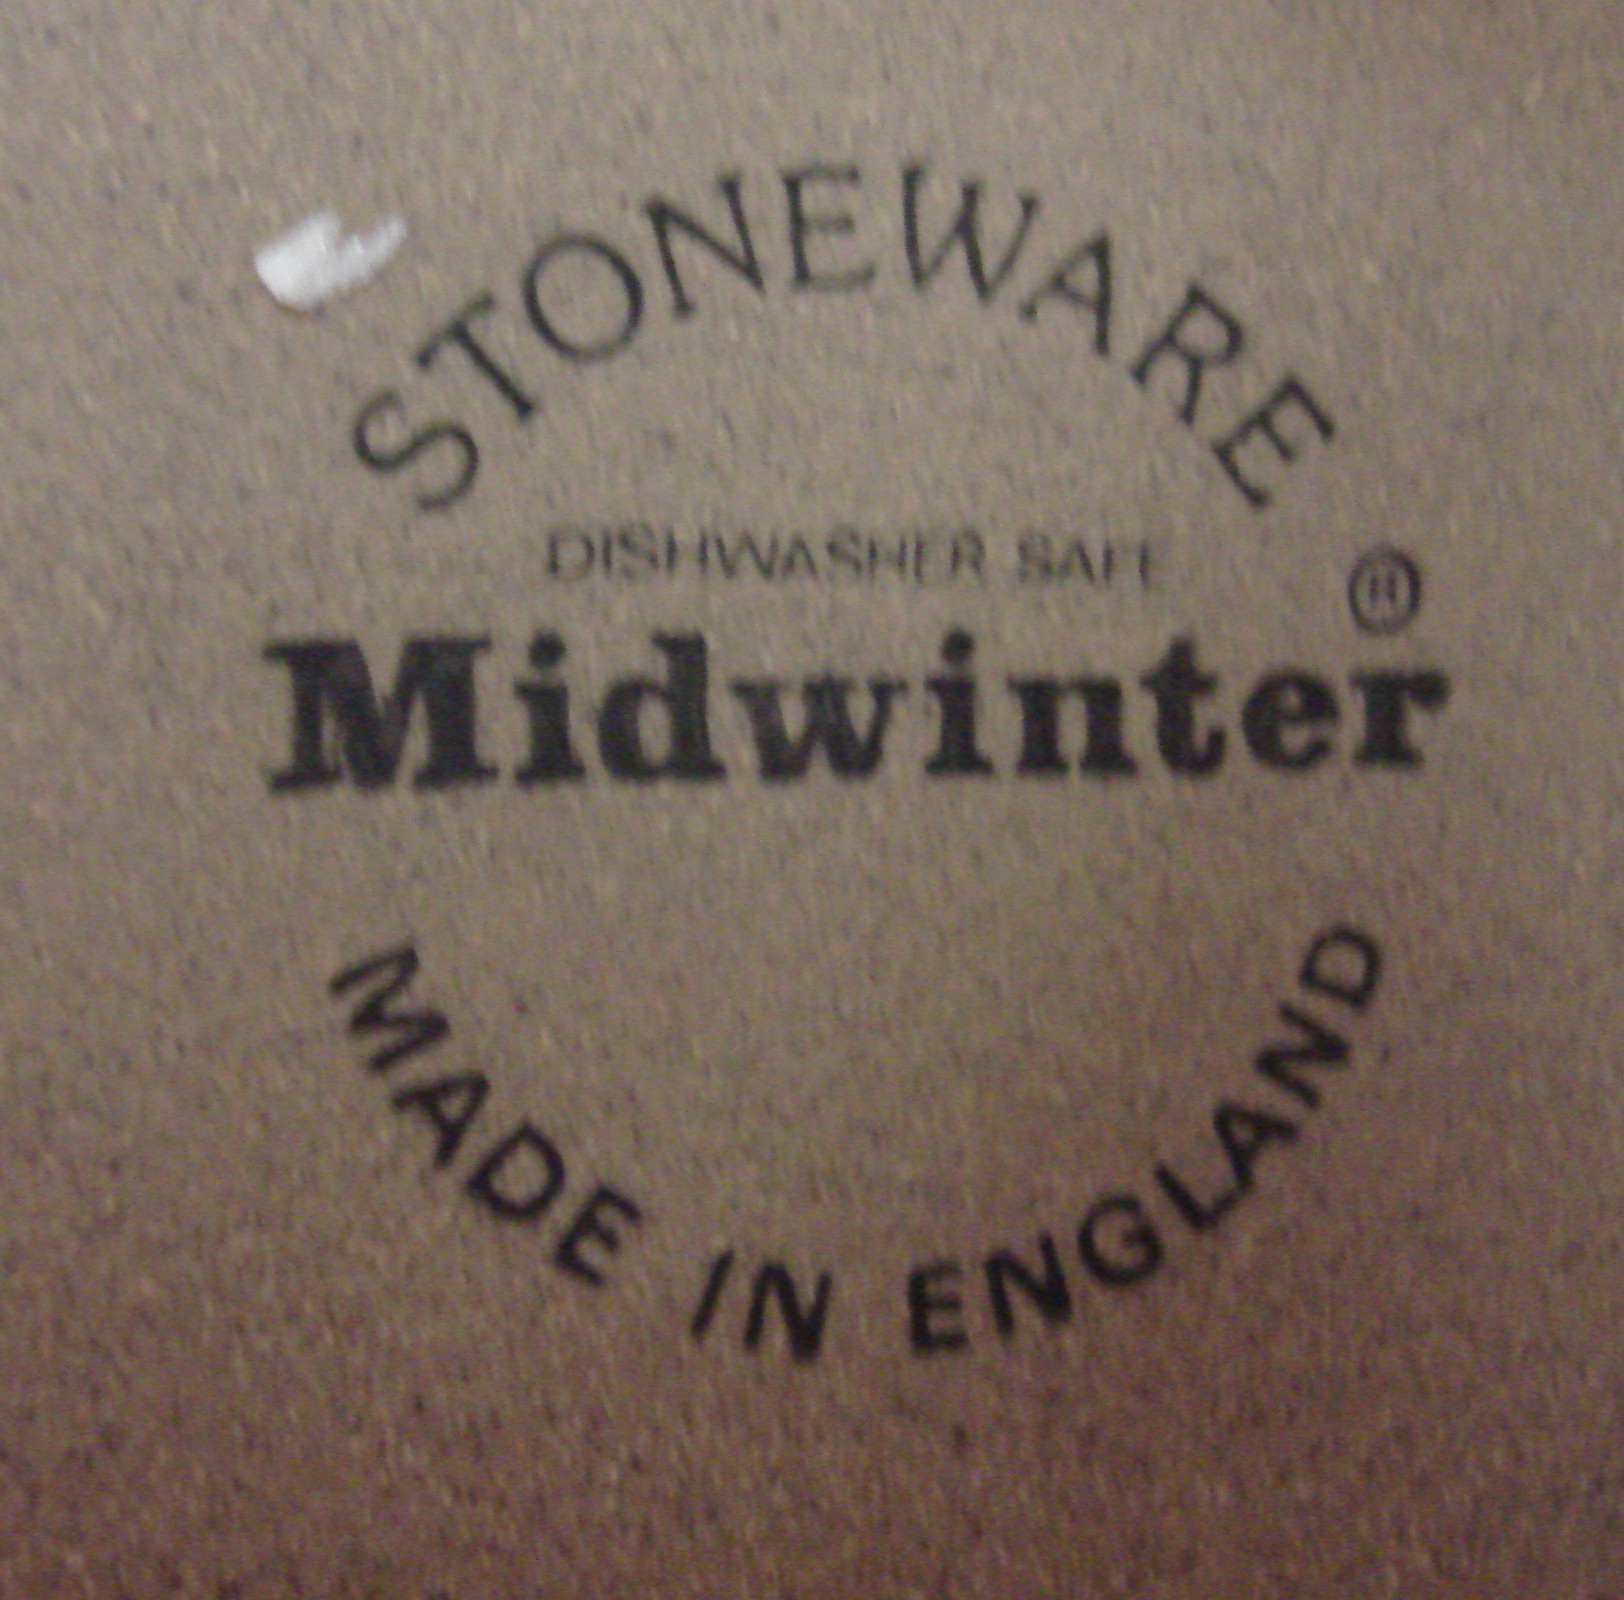 STONEWARE
DISHWASHER SAFE
Midwinter®
MADE IN ENGLAND